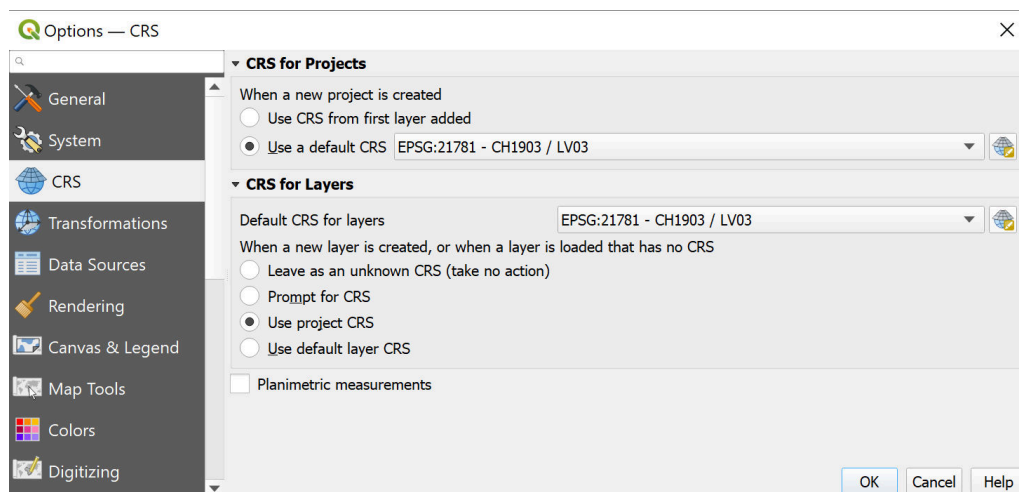 Options — CRS
General
System
CRS
Transformations
Data Sources
Rendering
Canvas & Legend
Map Tools
Colors
Digitizing
CRS for Projects
When a new project is created
Use CRS from first layer added
Use a default CRS EPSG:21781 - CH1903 / LV03
CRS for Layers
Default CRS for layers EPSG:21781 - CH1903 / LV03
When a new layer is created, or when a layer is loaded that has no CRS
Leave as an unknown CRS (take no action)
Prompt for CRS
Use project CRS
Use default layer CRS
Planimetric measurements
OK Cancel Help